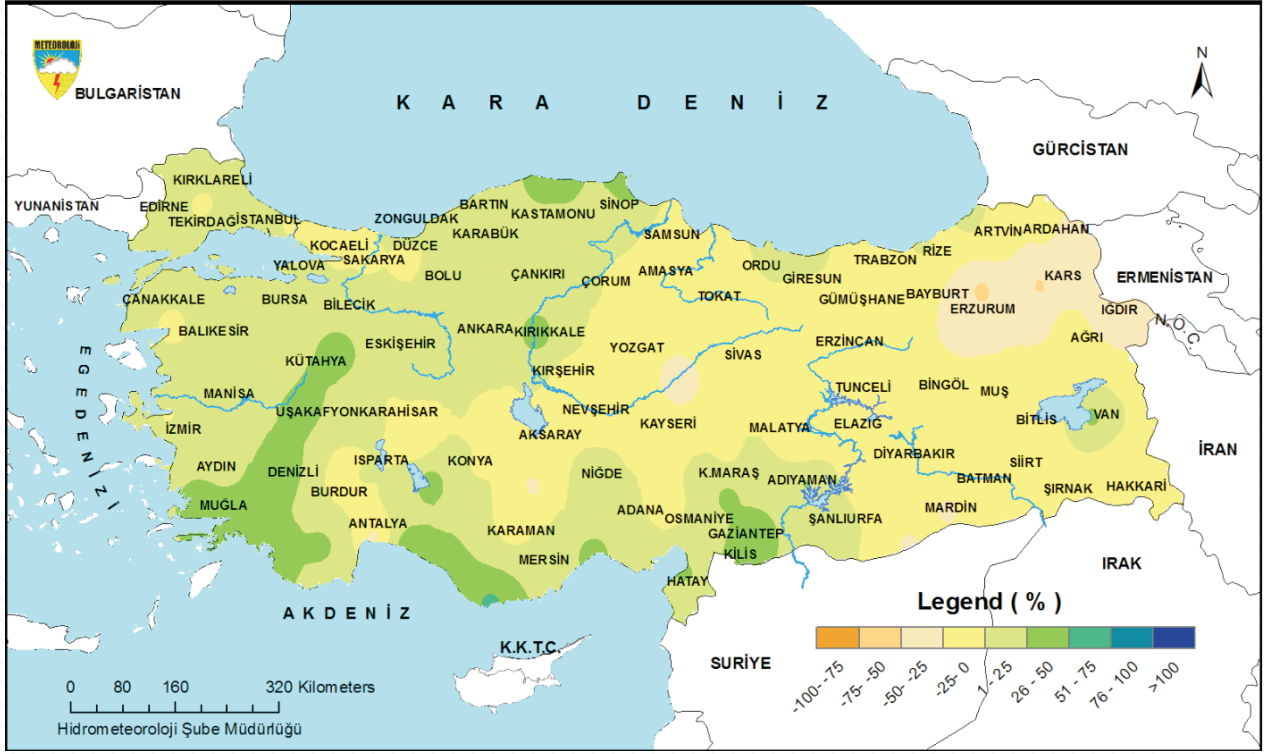 METEOROLOJİ
BULGARİSTAN
KARA DENİZ
N
GÜRCİSTAN
KIRKLARELİ
YUNANİSTAN
EDİRNE
TEKİRDAĞ
İSTANBUL
ZONGULDAK
BARTIN
KASTAMONU
SİNOP
KARABÜK
SAMSUN
ARTVİN
ARDAHAN
KOCAELİ
DÜZCE
SAKARYA
YALOVA
BOLU
ÇANKIRI
ÇORUM
AMASYA
ORDU
GİRESUN
TRABZON
RİZE
KARS
ERMENİSTAN
ÇANAKKALE
BURSA
BİLECİK
TOKAT
GÜMÜŞHANE
BAYBURT
ERZURUM
IĞDIR
N.O.C.
BALIKESİR
ESKİŞEHİR
ANKARA
KIRIKKALE
YOZGAT
SİVAS
ERZİNCAN
AĞRI
EGE DENİZİ
KÜTAHYA
KIRŞEHİR
MANİSA
UŞAK
AFYONKARAHİSAR
NEVŞEHİR
KAYSERİ
TUNCELİ
BİNGÖL
MUŞ
BİTLİS
VAN
İZMİR
AKSARAY
MALATYA
ELAZIĞ
İRAN
AYDIN
DENİZLİ
ISPARTA
KONYA
NİĞDE
K.MARAŞ
ADIYAMAN
DİYARBAKIR
SİİRT
BATMAN
ŞIRNAK
HAKKARİ
MUĞLA
BURDUR
ANTALYA
KARAMAN
ADANA
OSMANİYE
GAZİANTEP
ŞANLIURFA
MARDİN
MERSİN
KİLİS
HATAY
IRAK
AKDENİZ
K.K.T.C.
SURİYE
Legend ( % )
-100--75
-75--50
-50--25
-25-0
1 - 25
26 - 50
51 - 75
76 - 100
>100
0 80 160 320 Kilometers
Hidrometeoroloji Şube Müdürlüğü